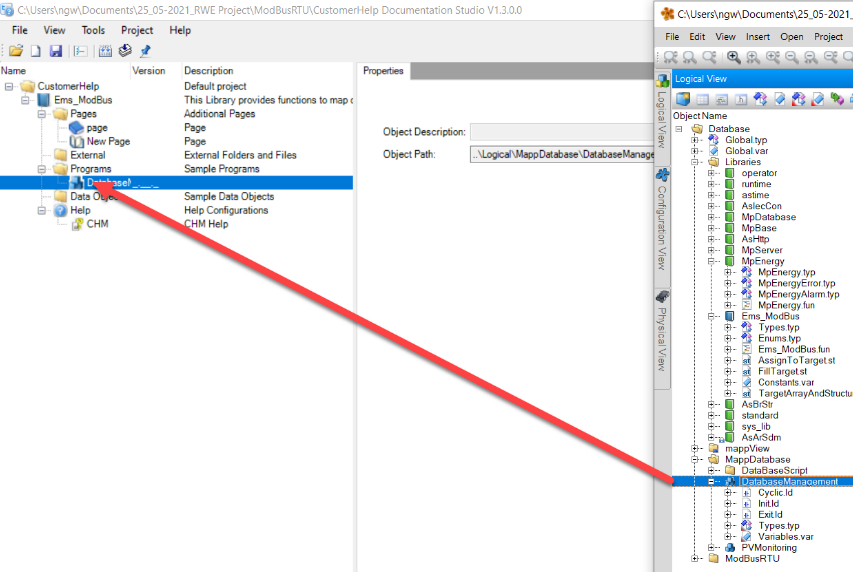 C:\Users\ngw\Documents\25_05-2021_RWE Project\ModBusRTU\CustomerHelp Documentation Studio V1.3.0.0
File View Tools Project Help
Name Version Description
CustomerHelp Default project
Ems_ModBus This Library provides functions to map
Pages Additional Pages
page Page
New Page Page
External External Folders and Files
Programs Sample Programs
Sample Data Objects
Help Help Configurations
CHM CHM Help
Properties
Object Description:
Object Path: ..\Logical\MappDatabase\DatabaseManage
C:\Users\ngw\Documents\25_05-2021_
File Edit View Insert Open Project
Logical View
Logical View
Configuration View
Physical View
Object Name
Database
Global.typ
Global.var
Libraries
operator
runtime
astime
AsIecCon
MpDatabase
MpBase
AsHttp
MpServer
MpEnergy
MpEnergy.typ
MpEnergyError.typ
MpEnergyAlarm.typ
MpEnergy.fun
Ems_ModBus
Types.typ
Enums.typ
Ems_ModBus.fun
AssignToTarget.st
FillTarget.st
Constants.var
TargetArrayAndStructu
AsBrStr
standard
sys_lib
AsArSdm
mappView
MappDatabase
DataBaseScript
DatabaseManagement
Cyclic.ld
Init.ld
Exit.ld
Types.typ
Variables.var
PVMonitoring
ModBusRTU